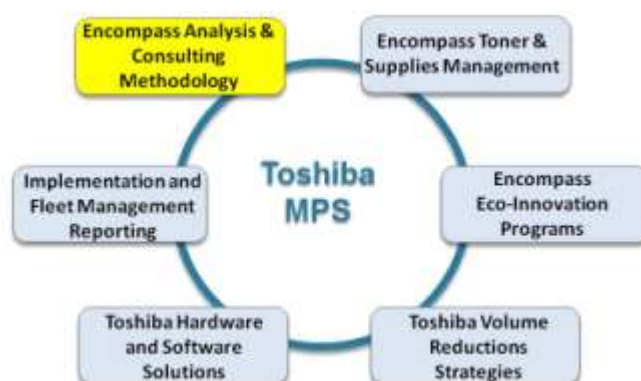 Encompass Analysis &
Consulting
Methodology
Encompass Toner &
Supplies Management
Implementation and
Fleet Management
Reporting
Toshiba
MPS
Encompass
Eco-Innovation
Programs
Toshiba Hardware
and Software
Solutions
Toshiba Volume
Reductions
Strategies